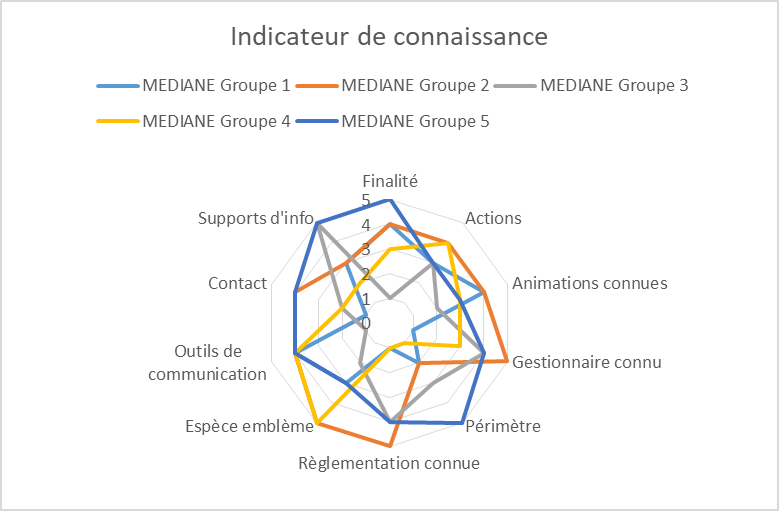 Indicateur de connaissance
MEDIANE Groupe 1
MEDIANE Groupe 2
MEDIANE Groupe 3
MEDIANE Groupe 4
MEDIANE Groupe 5
Finalité
Actions
Animations connues
Gestionnaire connu
Périmètre
Règlementation connue
Espèce emblème
Outils de
communication
Contact
Supports d'info
5
4
3
2
1
0